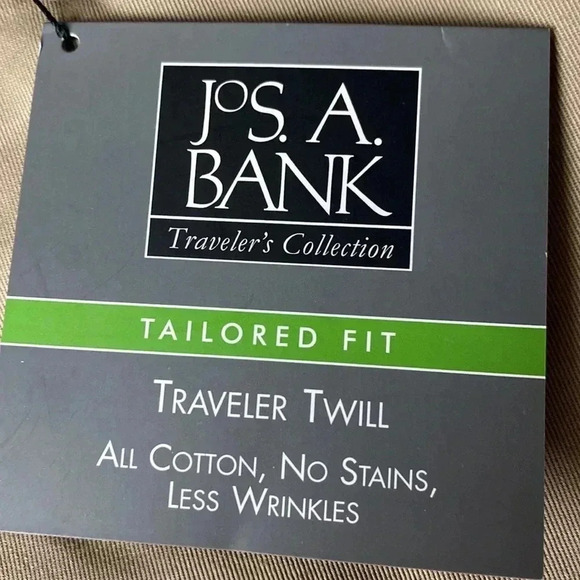 JOS. A.
BANK
Traveler's Collection
TAILORED FIT
TRAVELER TWILL
ALL COTTON, NO STAINS,
LESS WRINKLES